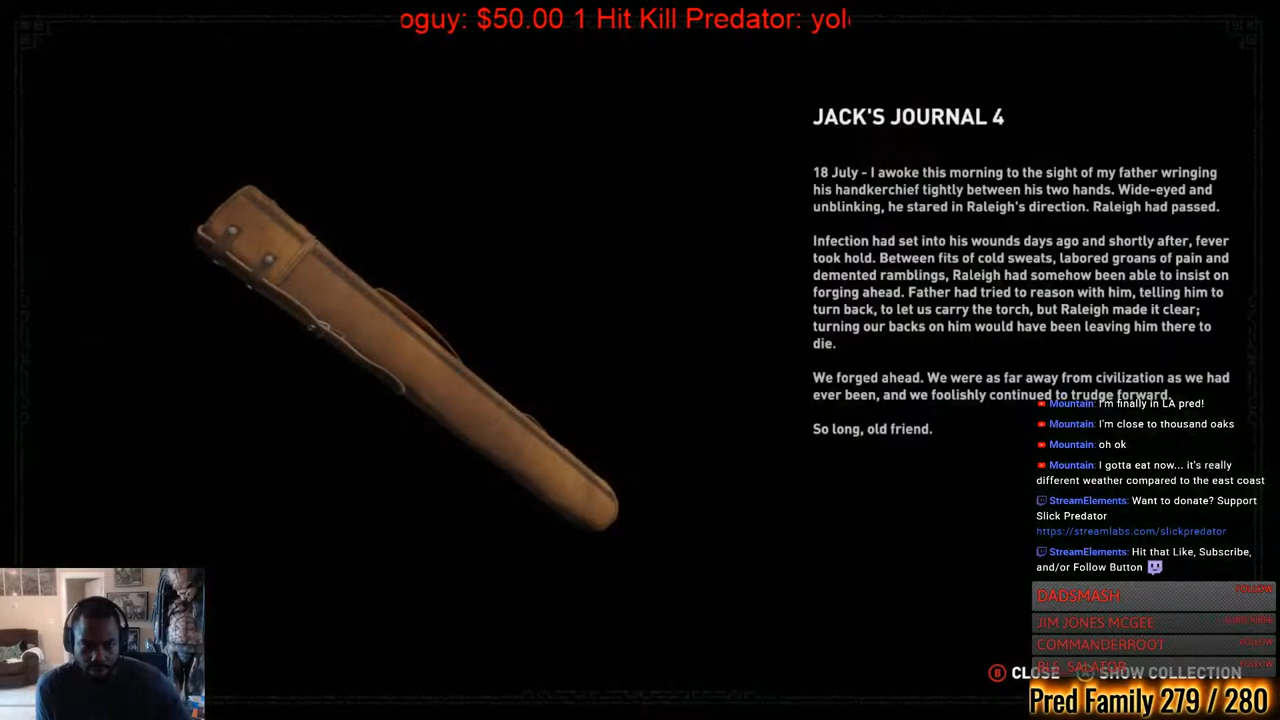 oguy: $50.00 1 Hit Kill Predator: yol
JACK'S JOURNAL 4
18 July - I awoke this morning to the sight of my father wringing
his handkerchief tightly between his two hands. Wide-eyed and
unblinking, he stared in Raleigh's direction. Raleigh had passed.
Infection had set into his wounds days ago and shortly after, fever
took hold. Between fits of cold sweats, labored groans of pain and
demented ramblings, Raleigh had somehow been able to insist on
forging ahead. Father had tried to reason with him, telling him to
turn back, to let us carry the torch, but Raleigh made it clear;
turning our backs on him would have been leaving him there to
die.
We forged ahead. We were as far away from civilization as we had
ever been, and we foolishly continued to trudge forward.
So long, old friend.
Mountain: I'm finally in LA pred!
Mountain: I'm close to thousand oaks
Mountain: oh ok
Mountain: I gotta eat now... it's really
different weather compared to the east coast
StreamElements: Want to donate? Support
Slick Predator
https://streamlabs.com/slickpredator
StreamElements: Hit that Like, Subscribe,
and/or Follow Button
DADSMASH FOLLOW
JIM JONES MCGEE SUBSCRIBER
COMMANDERROOT FOLLOW
BLS_SALATOR FOLLOW
B CLOSE SHOW COLLECTION
Pred Family 279 / 280